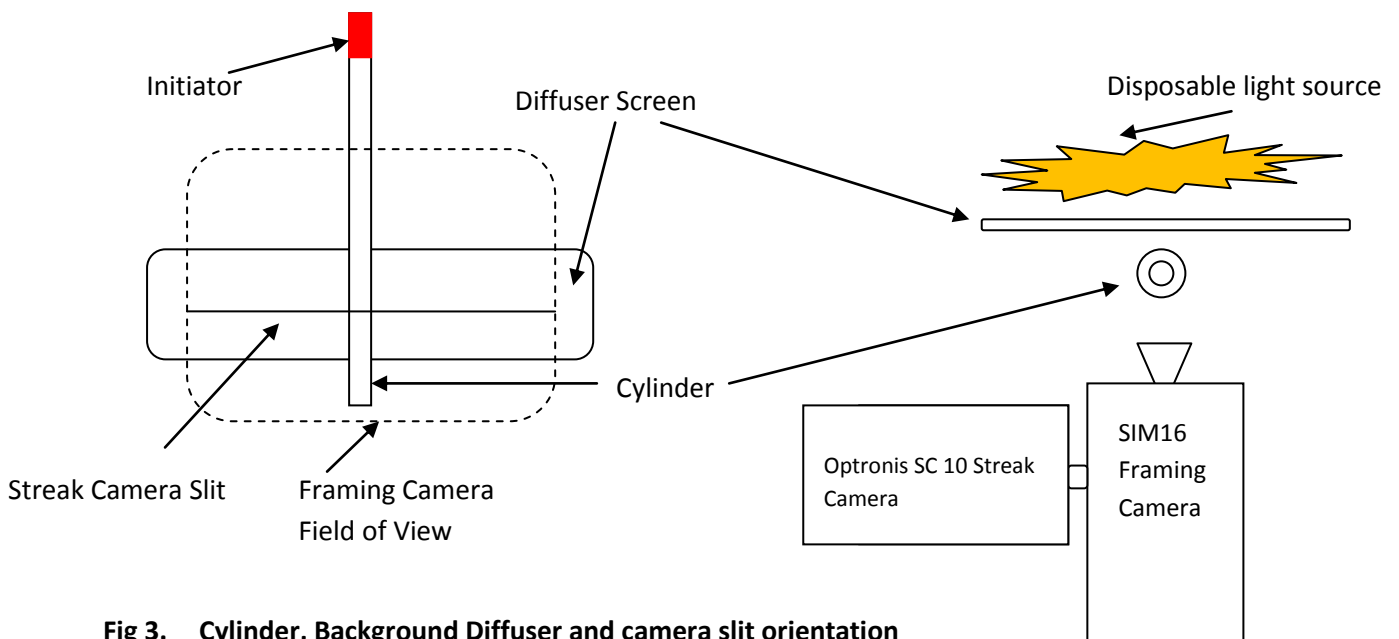 Initiator
Diffuser Screen
Disposable light source
Cylinder
Streak Camera Slit
Framing Camera
Field of View
Optronis SC 10 Streak
Camera
SIM16
Framing
Camera
Fig 3. Cylinder, Background Diffuser and camera slit orientation